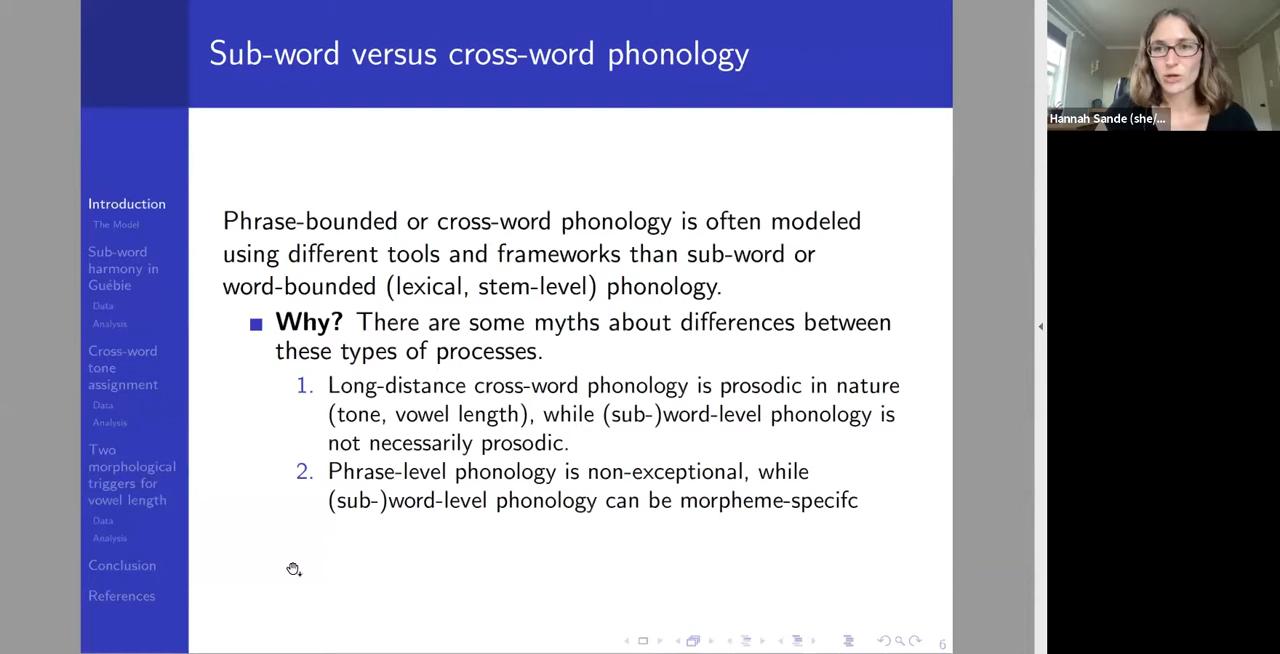 Sub-word versus cross-word phonology
Hannah Sande (she/...
Introduction
The Model
Sub-word
harmony in
Guébie
Data
Analysis
Cross-word
tone
assignment
Data
Analysis
Two
morphological
triggers for
vowel length
Data
Analysis
Conclusion
References
Phrase-bounded or cross-word phonology is often modeled
using different tools and frameworks than sub-word or
word-bounded (lexical, stem-level) phonology.
Why? There are some myths about differences between
these types of processes.
1. Long-distance cross-word phonology is prosodic in nature
(tone, vowel length), while (sub-)word-level phonology is
not necessarily prosodic.
2. Phrase-level phonology is non-exceptional, while
(sub-)word-level phonology can be morpheme-specifc
6